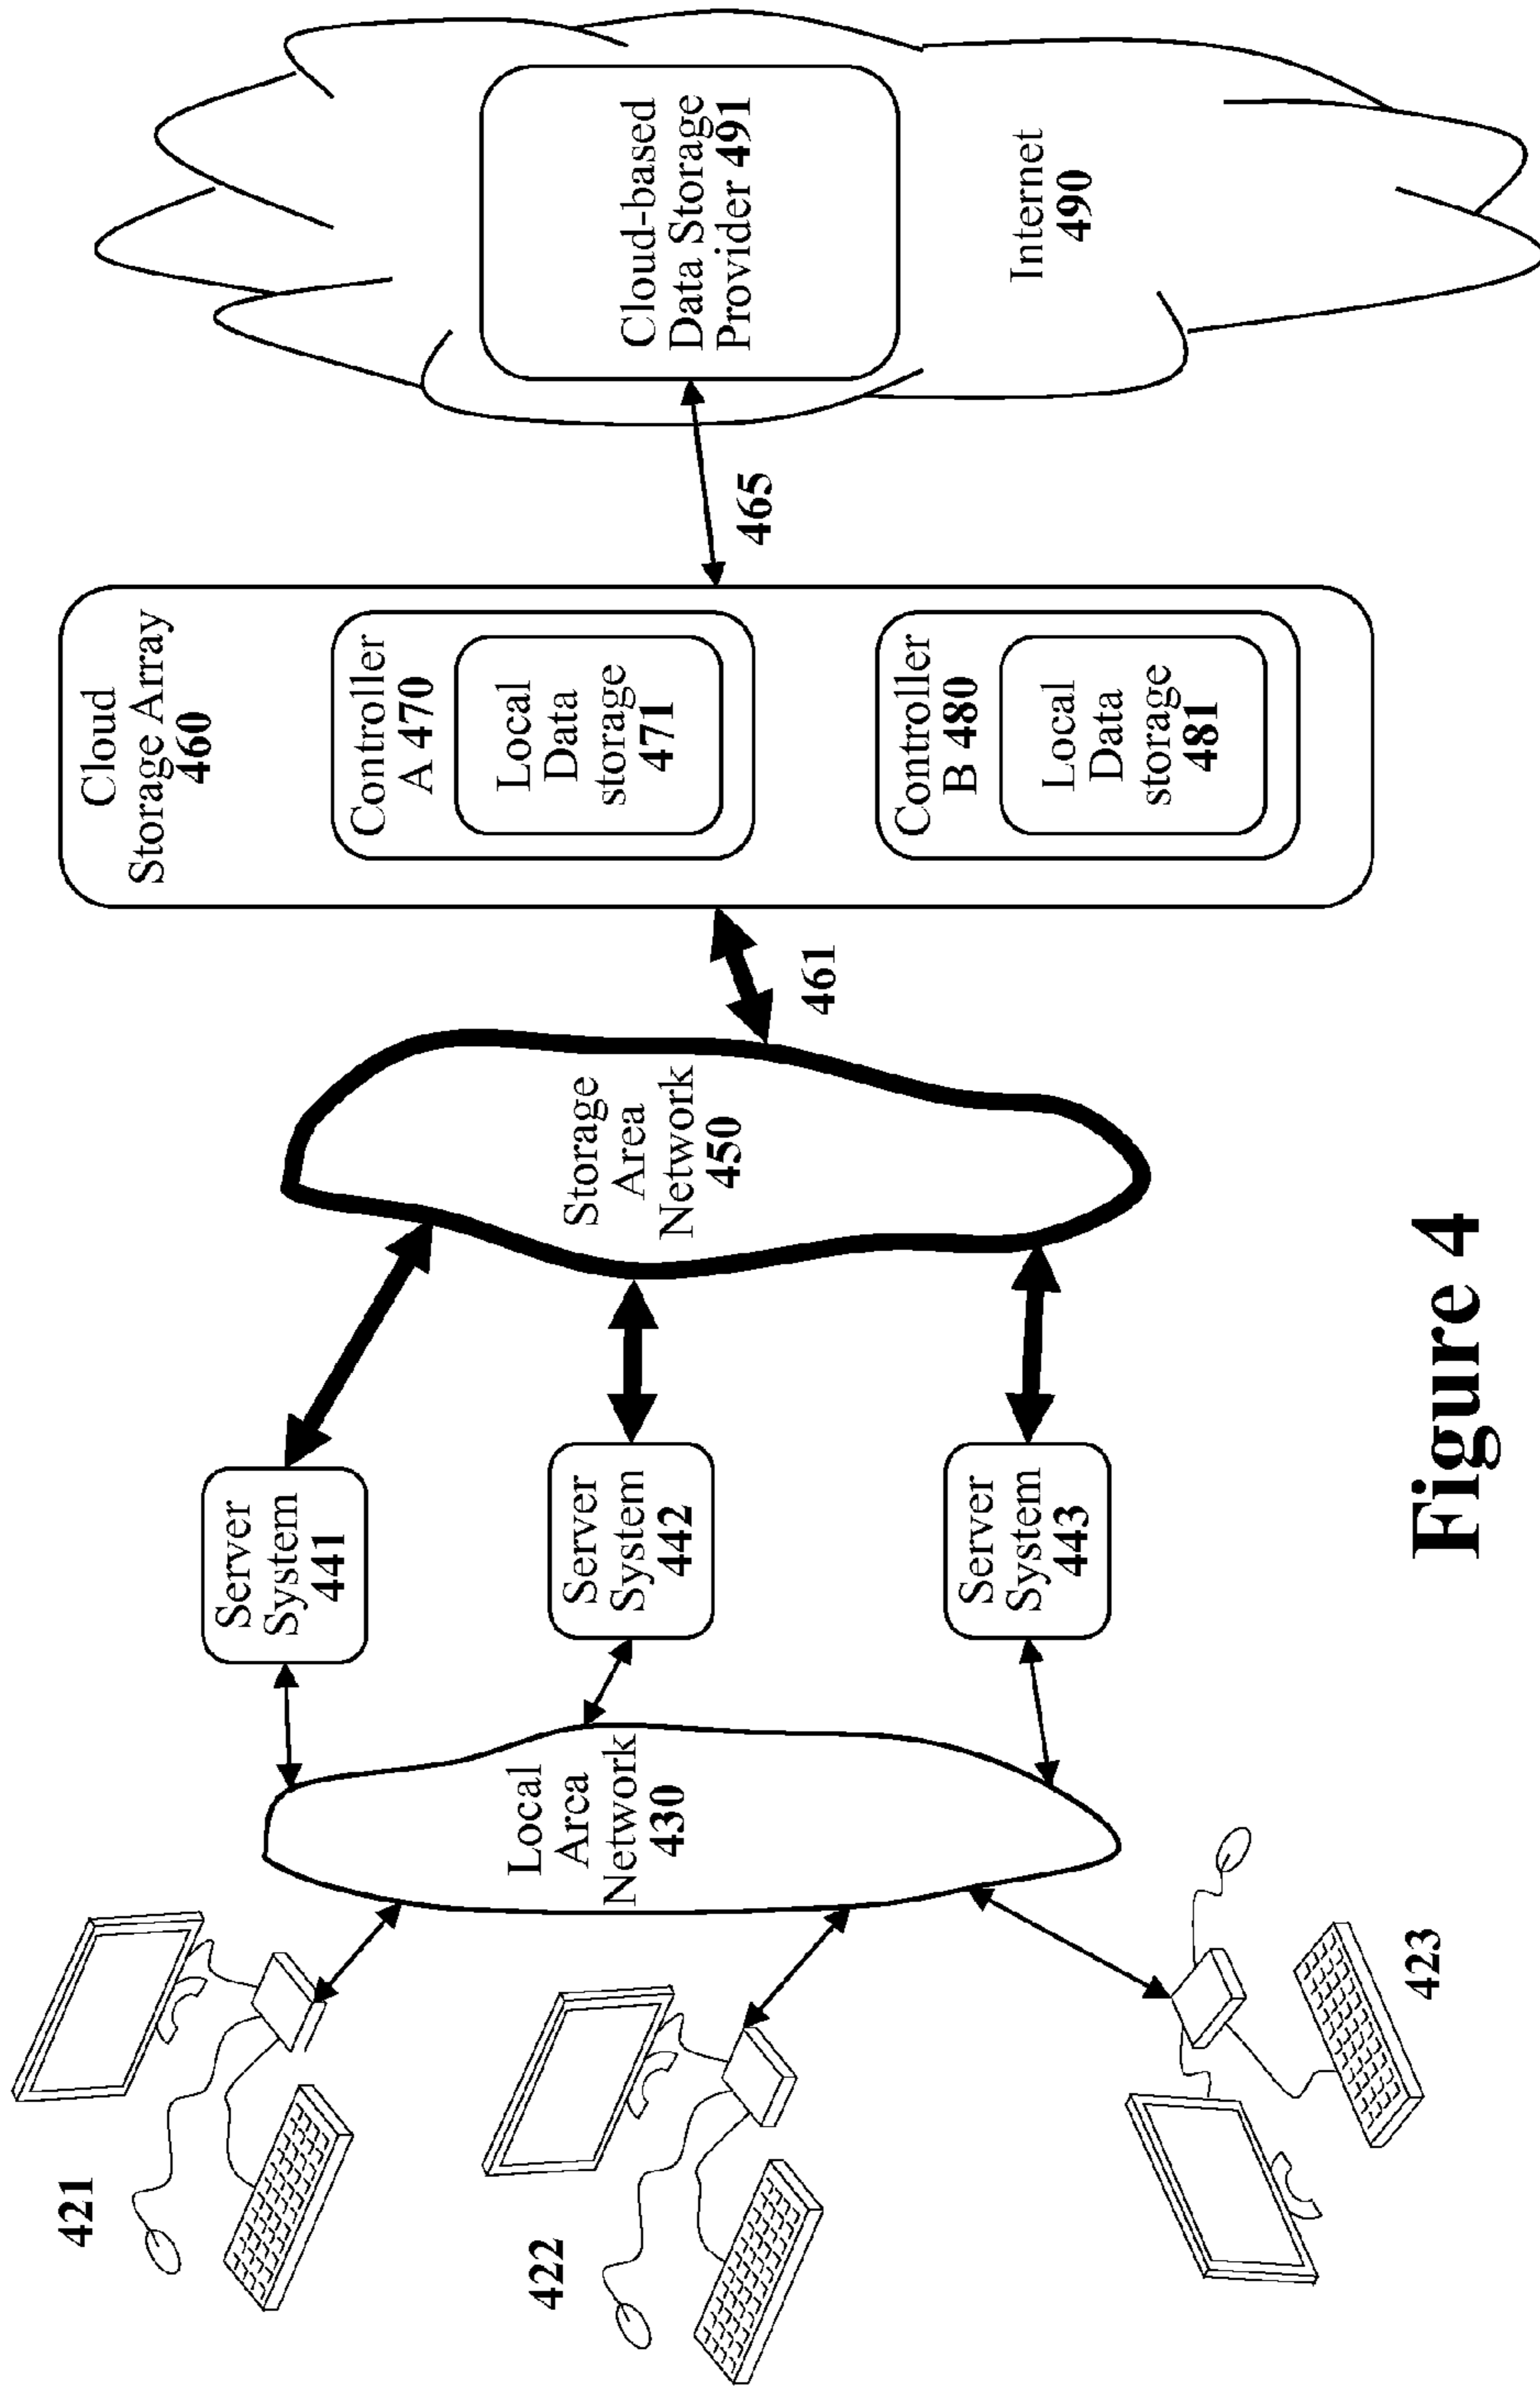 421
422
423
Local
Area
Network
430
Server
System
441
Server
System
442
Server
System
443
Storage
Area
Network
450
461
Cloud
Storage Array
460
Controller
A 470
Local
Data
storage
471
Controller
B 480
Local
Data
storage
481
465
Cloud-based
Data Storage
Provider 491
Internet
490
Figure 4